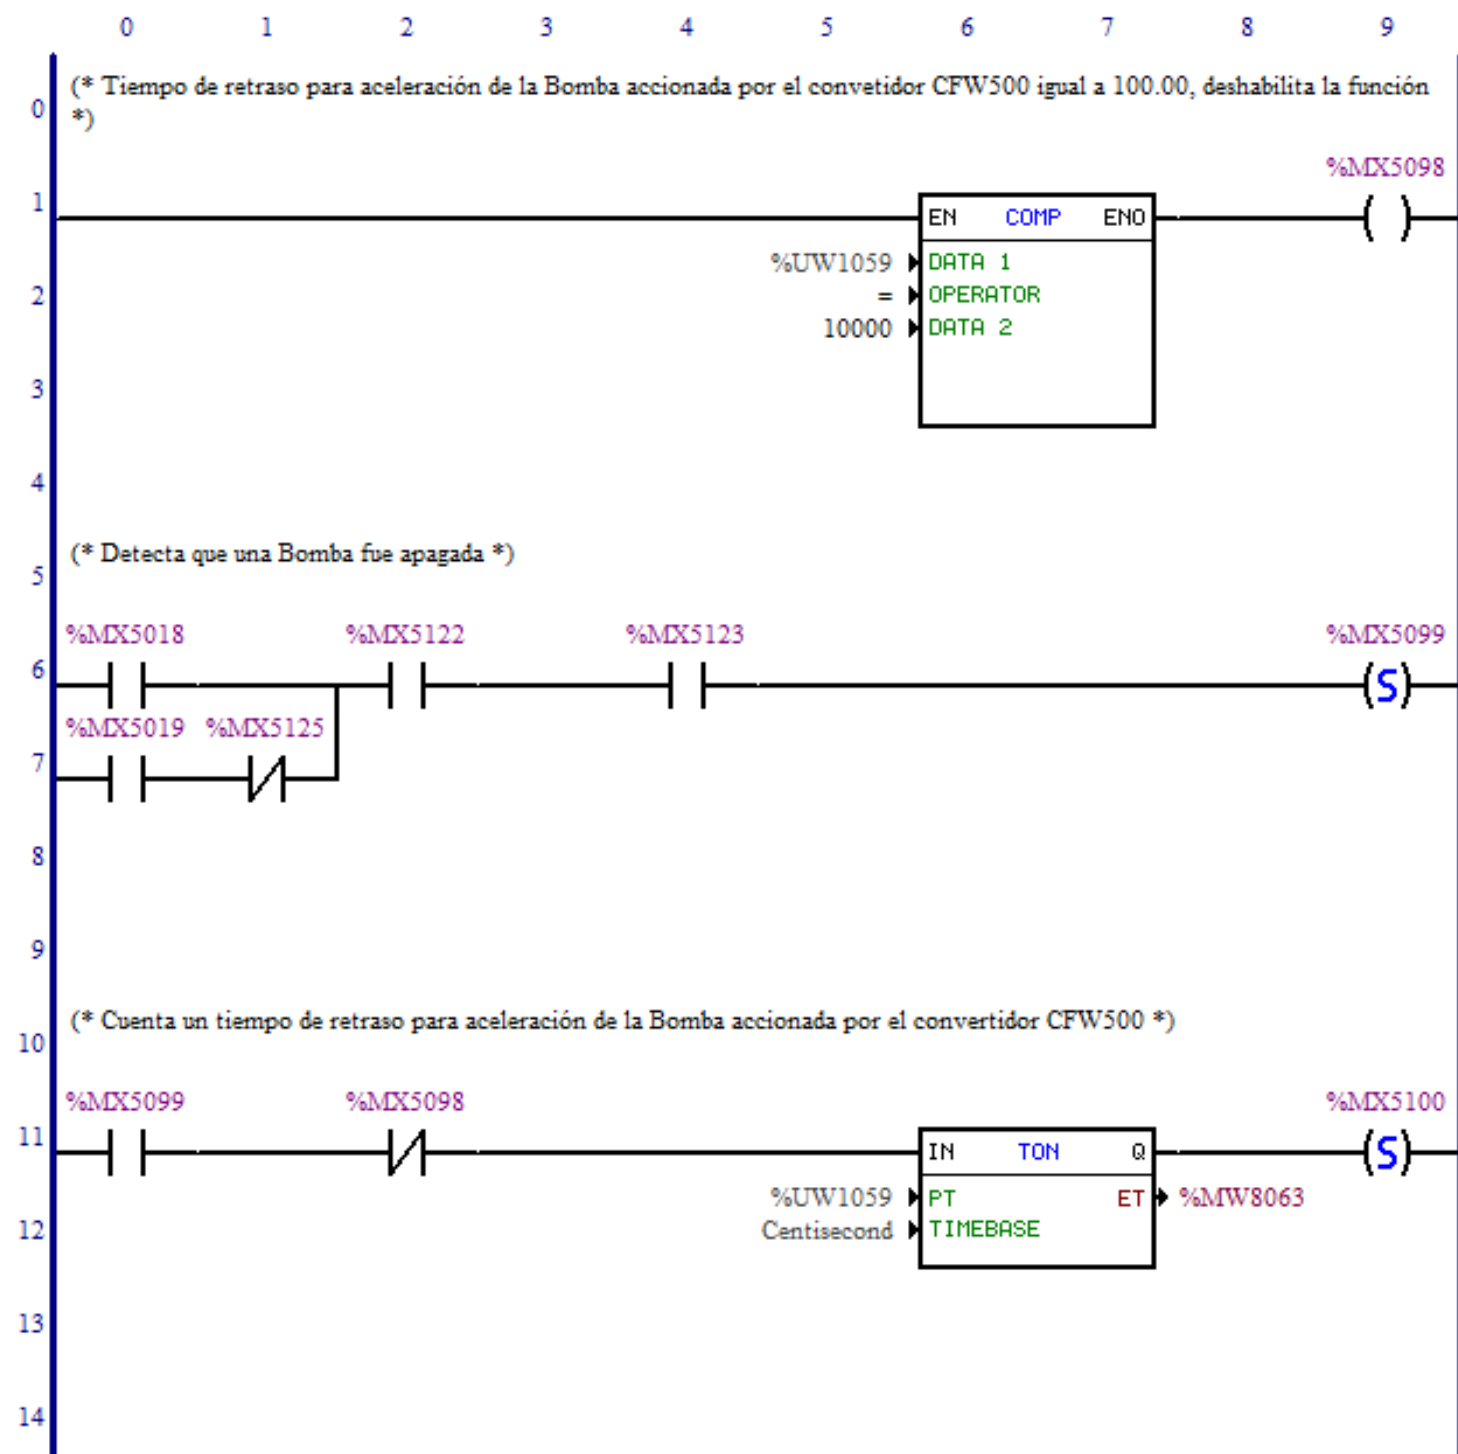 0 1 2 3 4 5 6 7 8 9
0
(* Tiempo de retraso para aceleración de la Bomba accionada por el convetidor CFW500 igual a 100.00, deshabilita la función
*)
%MX5098
1
EN COMP ENO
%UW1059 DATA 1
2
= OPERATOR
10000 DATA 2
3
4
(* Detecta que una Bomba fue apagada *)
5
%MX5018 %MX5122 %MX5123 %MX5099
6
(S)
%MX5019 %MX5125
7
8
9
(* Cuenta un tiempo de retraso para aceleración de la Bomba accionada por el convertidor CFW500 *)
10
%MX5099 %MX5098 %MX5100
11
IN TON Q (S)
%UW1059 PT ET %MW8063
12
Centisecond TIMEBASE
13
14